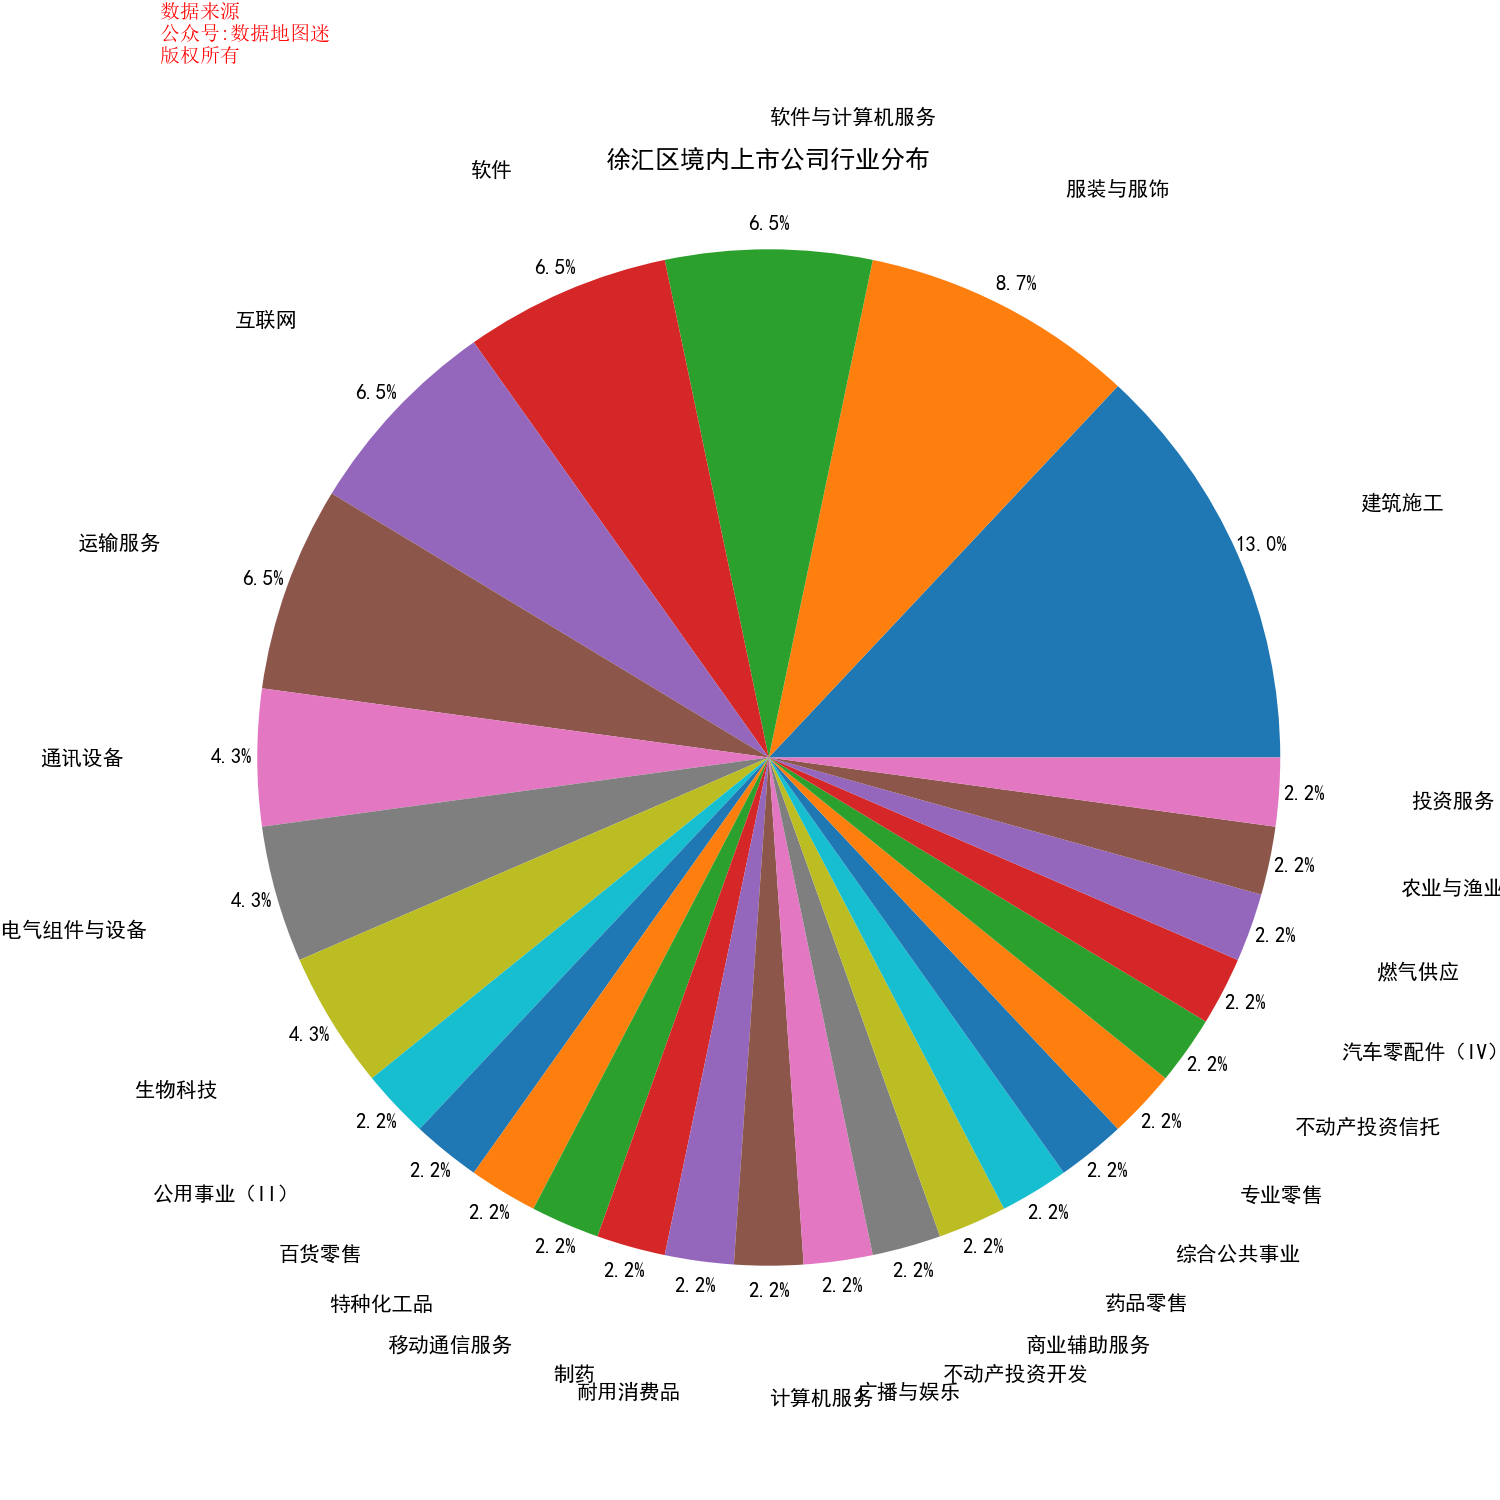 数据来源
公众号:数据地图迷
版权所有
软件与计算机服务
徐汇区境内上市公司行业分布
软件
服装与服饰
6.5%
6.5%
8.7%
互联网
6.5%
建筑施工
13.0%
运输服务
6.5%
通讯设备
4.3%
2.2%
投资服务
2.2%
农业与渔业
4.3%
电气组件与设备
2.2%
燃气供应
2.2%
汽车零配件（IV）
4.3%
2.2%
生物科技
2.2%
2.2%
不动产投资信托
2.2%
2.2%
公用事业（II）
专业零售
2.2%
2.2%
百货零售
2.2%
2.2%
综合公共事业
2.2%
2.2%
2.2%
2.2%
2.2%
特种化工品
药品零售
移动通信服务
商业辅助服务
制药
不动产投资开发
耐用消费品
广播与娱乐
计算机服务